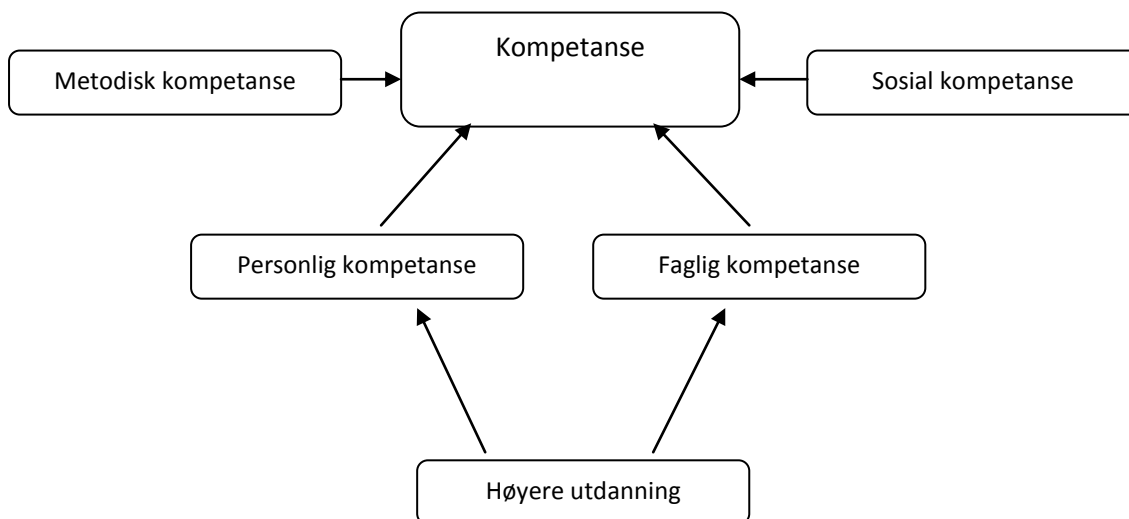 Kompetanse
Metodisk kompetanse
Sosial kompetanse
Personlig kompetanse
Faglig kompetanse
Høyere utdanning